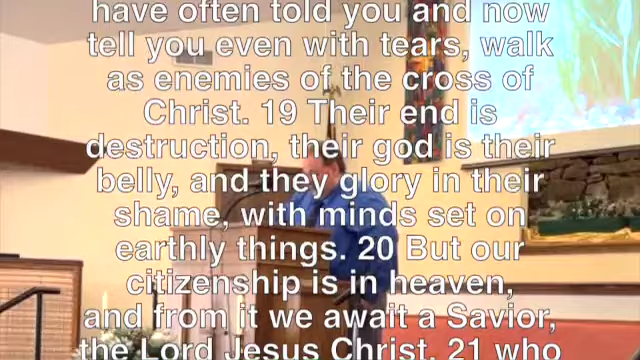 have often told you and now
tell you even with tears, walk
as enemies of the cross of
Christ. 19 Their end is
destruction, their god is their
belly, and they glory in their
shame, with minds set on
earthly things. 20 But our
citizenship is in heaven,
and from it we await a Savior,
the Lord Jesus Christ, 21 who